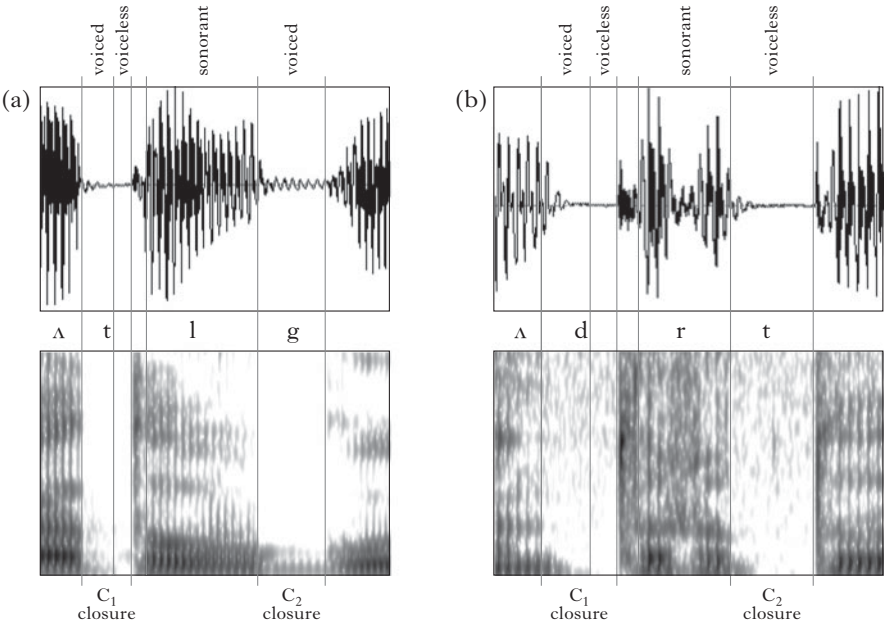 voiced voiceless sonorant voiced
(a)
ʌ t l g
C₁ closure C₂ closure
voiced voiceless sonorant voiceless
(b)
ʌ d r t
C₁ closure C₂ closure